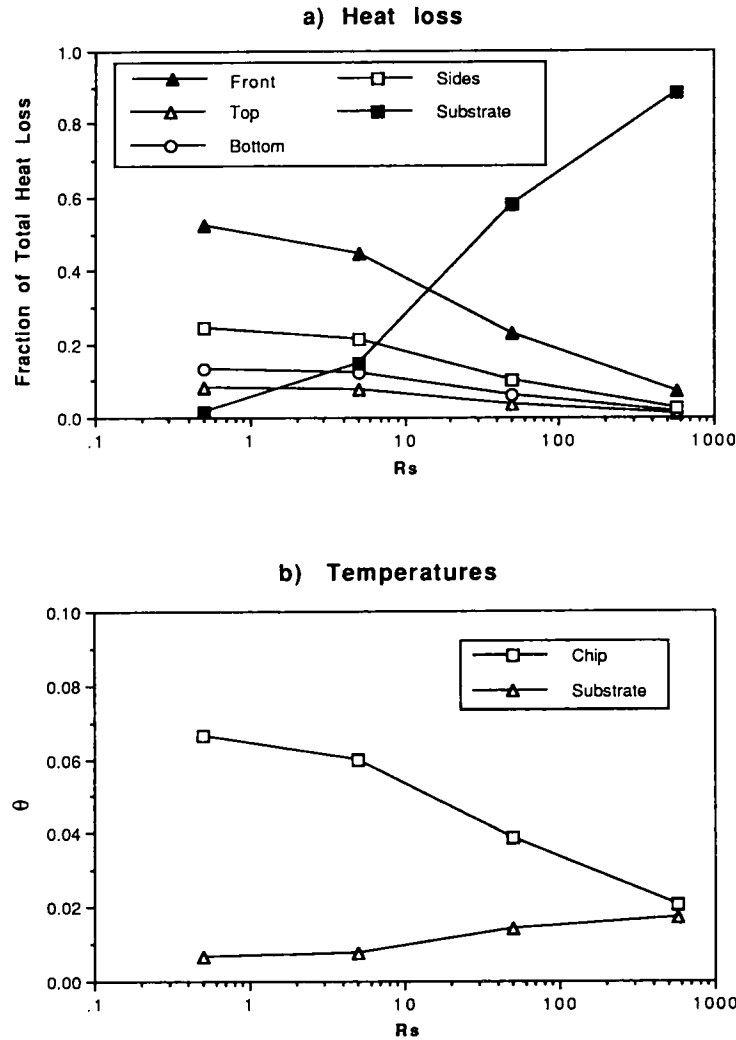 a) Heat loss
Fraction of Total Heat Loss
1.0
0.8
0.6
0.4
0.2
0.0
Front
Top
Bottom
Sides
Substrate
.1 1 10 100 1000
Rs
b) Temperatures
θ
0.10
0.08
0.06
0.04
0.02
0.00
Chip
Substrate
.1 1 10 100 1000
Rs